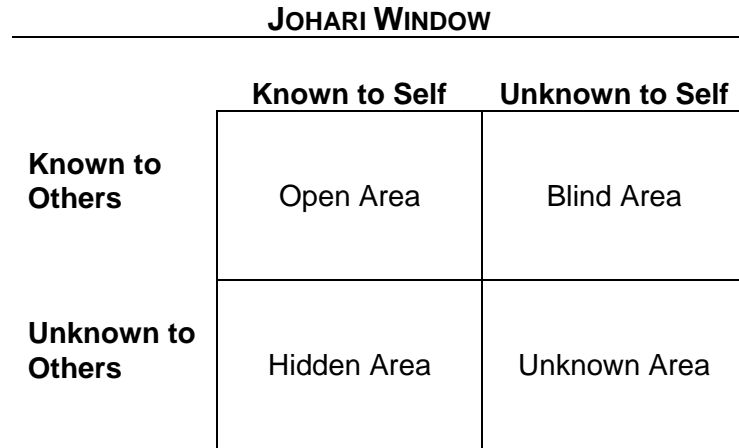 JOHARI WINDOW
Known to Self Unknown to Self
Known to
Others
Open Area Blind Area
Unknown to
Others
Hidden Area Unknown Area